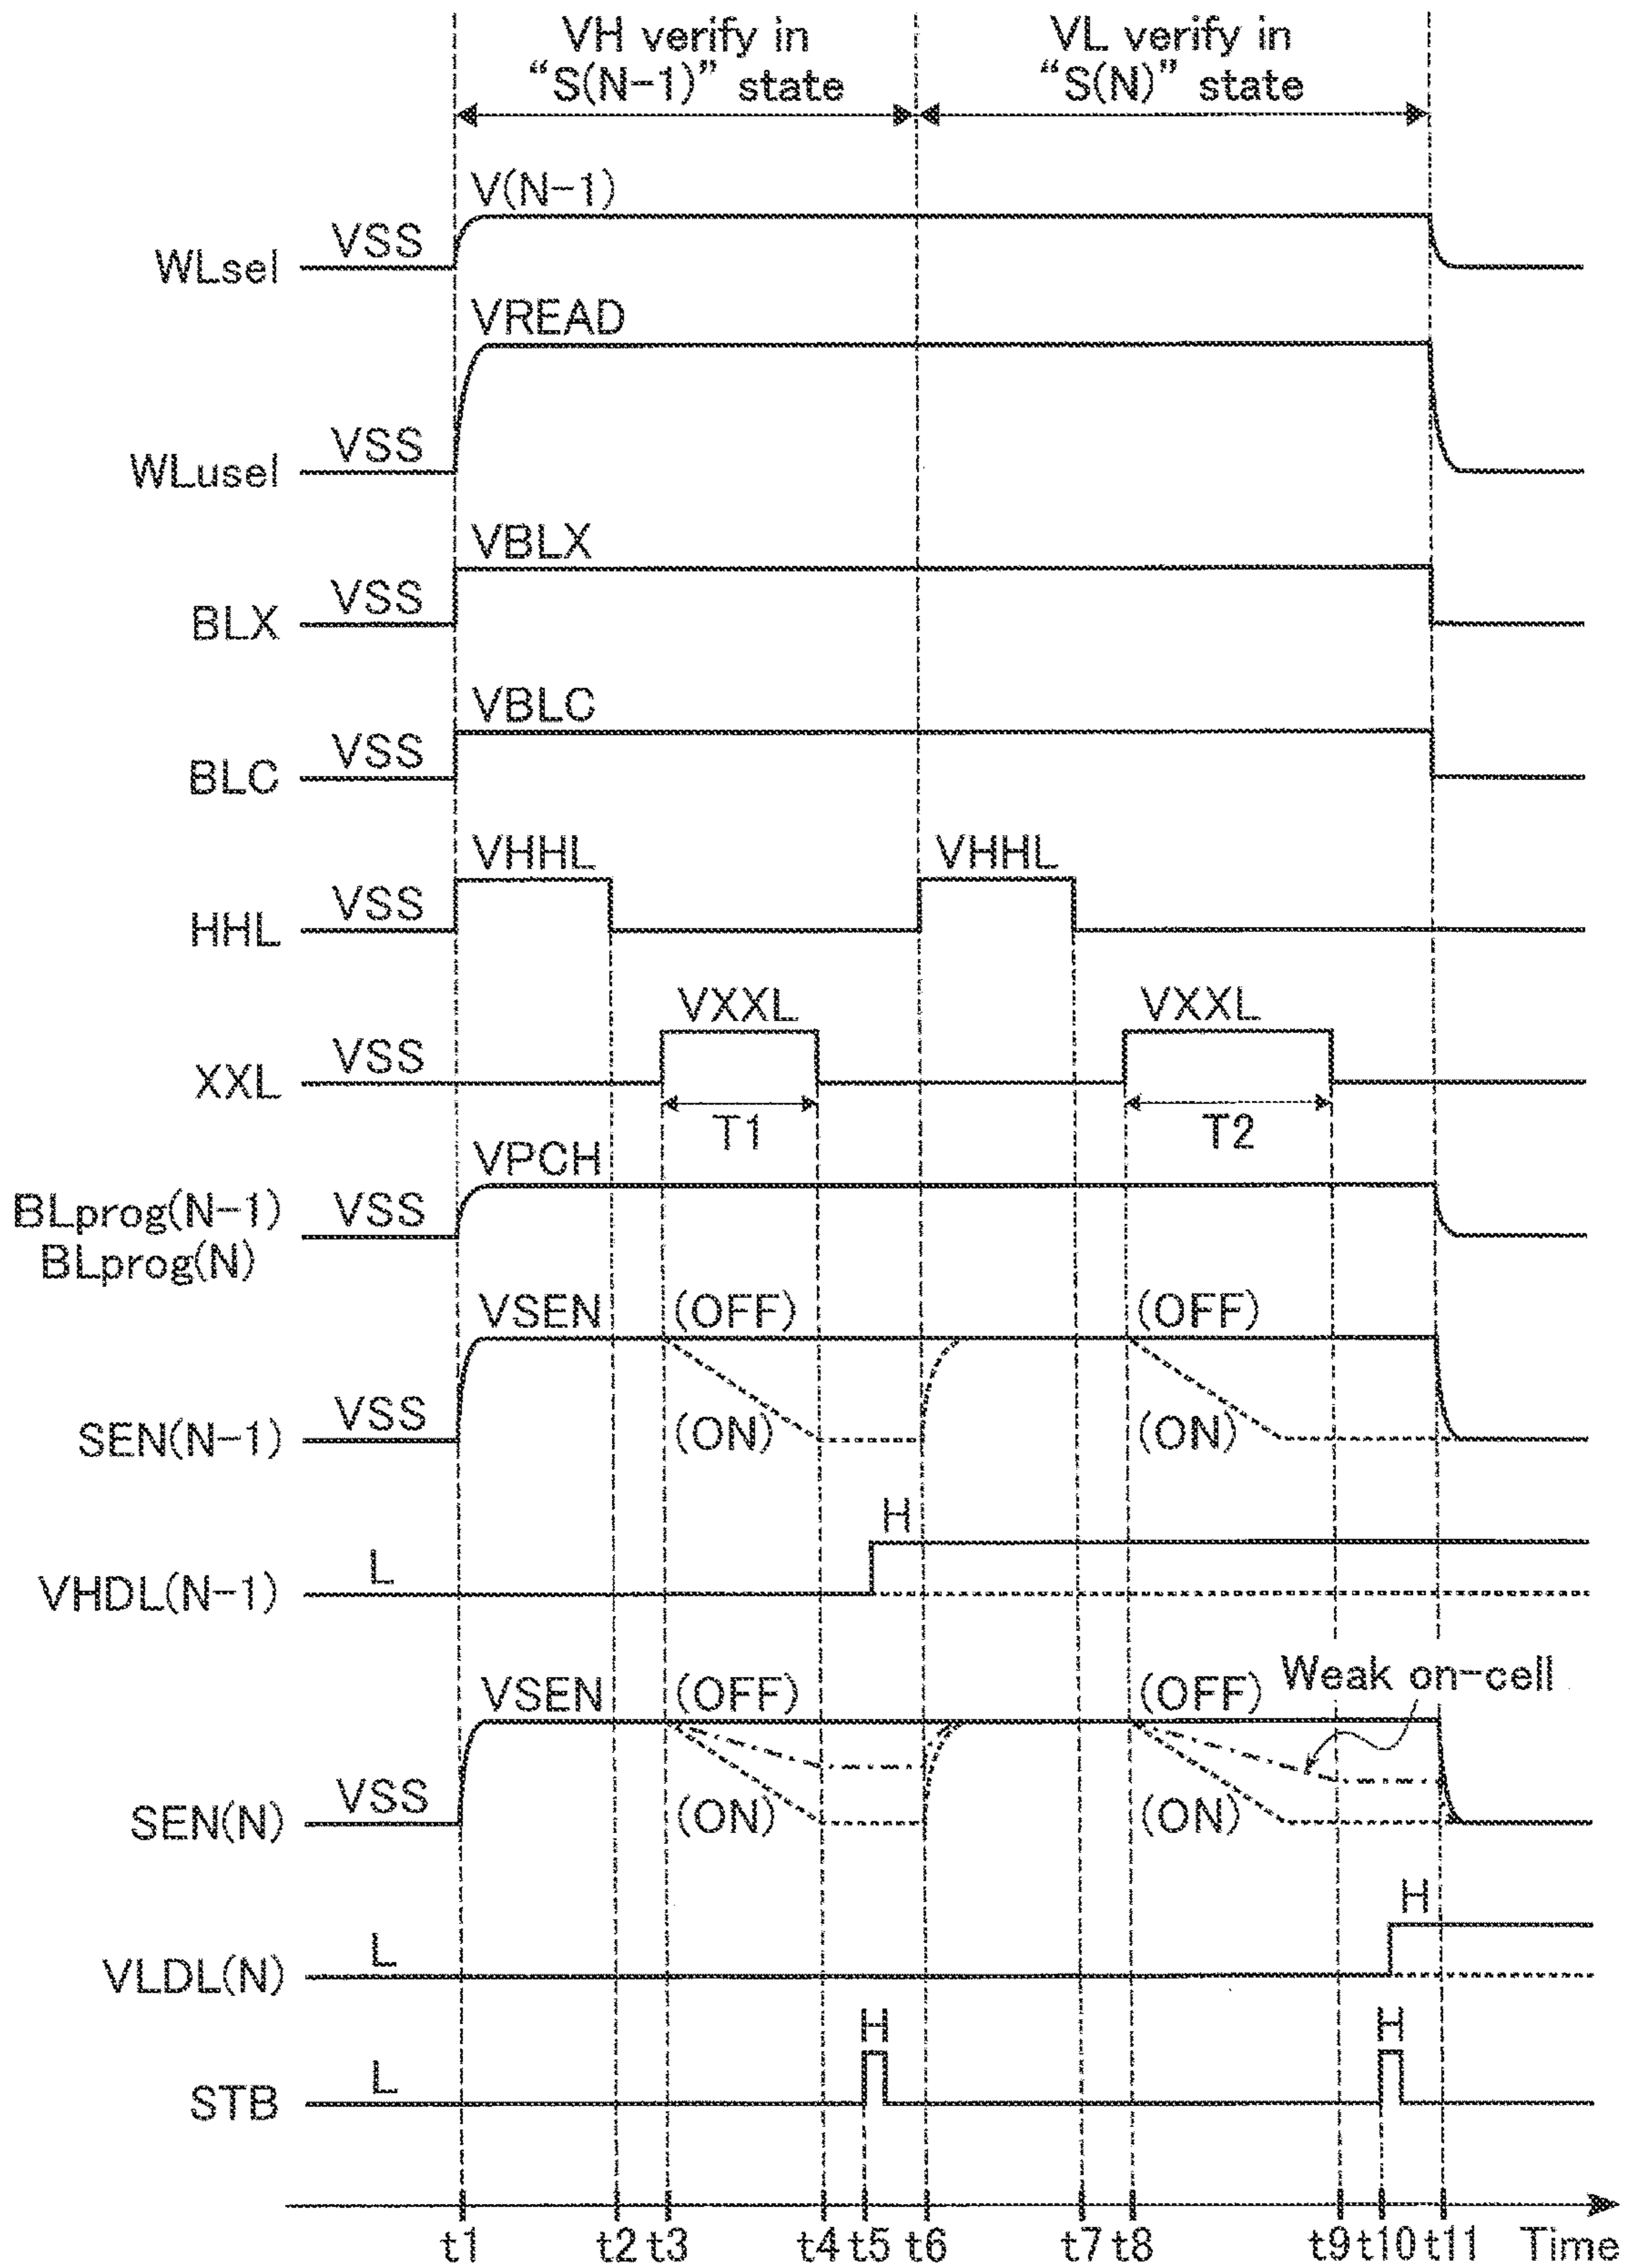 VH verify in
“S(N-1)” state
VL verify in
“S(N)” state
V(N-1)
WLsel VSS
VREAD
WLusel VSS
VBLX
BLX VSS
VBLC
BLC VSS
VHHL VHHL
HHL VSS
VXXL VXXL
XXL VSS
T1 T2
VPCH
BLprog(N-1) VSS
BLprog(N)
VSEN (OFF) (OFF)
SEN(N-1) VSS (ON) (ON)
H
VHDL(N-1) L
VSEN (OFF) (OFF) Weak on-cell
SEN(N) VSS (ON) (ON)
H
VLDL(N) L
H H
STB L
t1 t2 t3 t4 t5 t6 t7 t8 t9 t10 t11 Time